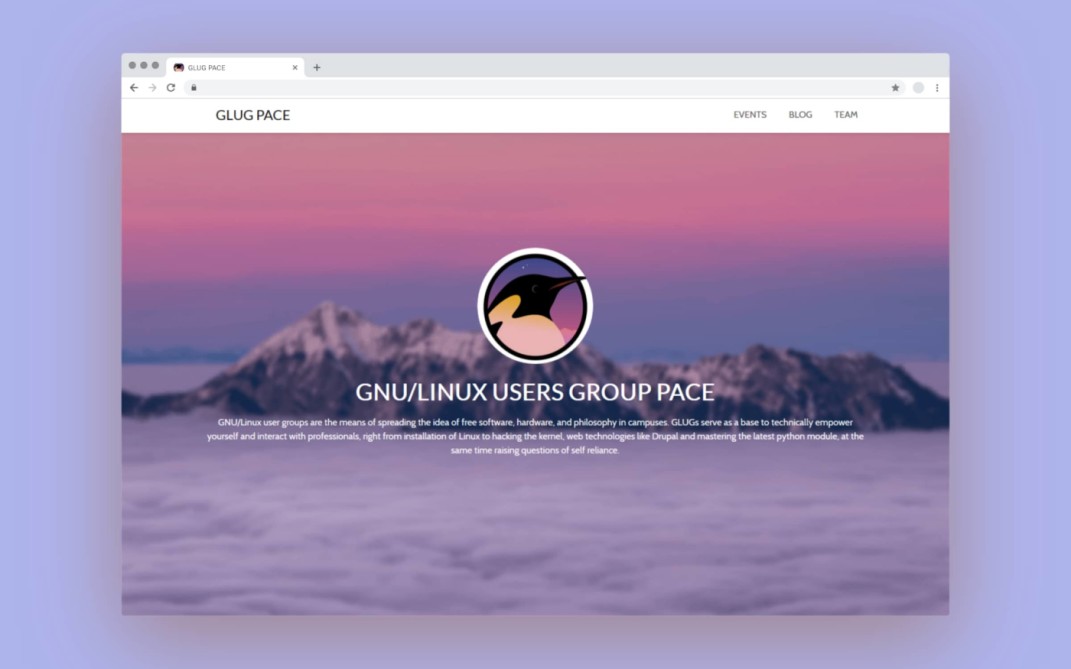 GLUG PACE
GLUG PACE
EVENTS BLOG TEAM
GNU/LINUX USERS GROUP PACE
GNU/Linux user groups are the means of spreading the idea of free software, hardware, and philosophy in campuses. GLUGs serve as a base to technically empower
yourself and interact with professionals, right from installation of Linux to hacking the kernel, web technologies like Drupal and mastering the latest python module, at the
same time raising questions of self reliance.